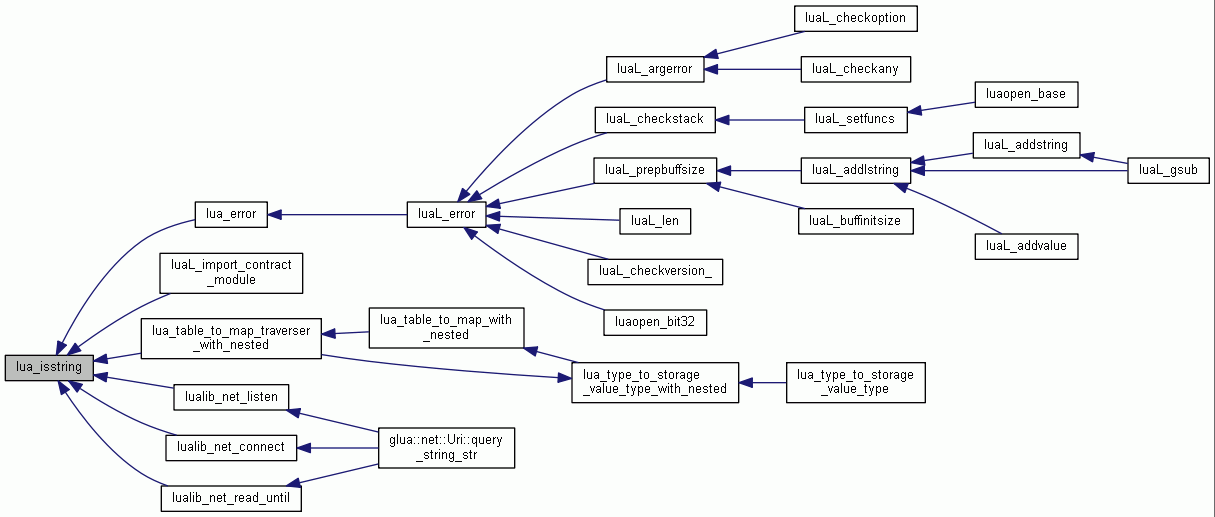 luaL_checkoption
luaL_argerror
luaL_checkany
luaopen_base
luaL_checkstack
luaL_setfuncs
luaL_addstring
luaL_prepbuffsize
luaL_addlstring
luaL_gsub
lua_error
luaL_error
luaL_len
luaL_buffinitsize
luaL_addvalue
luaL_import_contract
_module
luaL_checkversion_
lua_table_to_map_traverser
_with_nested
lua_table_to_map_with
_nested
luaopen_bit32
lua_isstring
lua_type_to_storage
_value_type_with_nested
lua_type_to_storage
_value_type
lualib_net_listen
lualib_net_connect
glua::net::Uri::query
_string_str
lualib_net_read_until